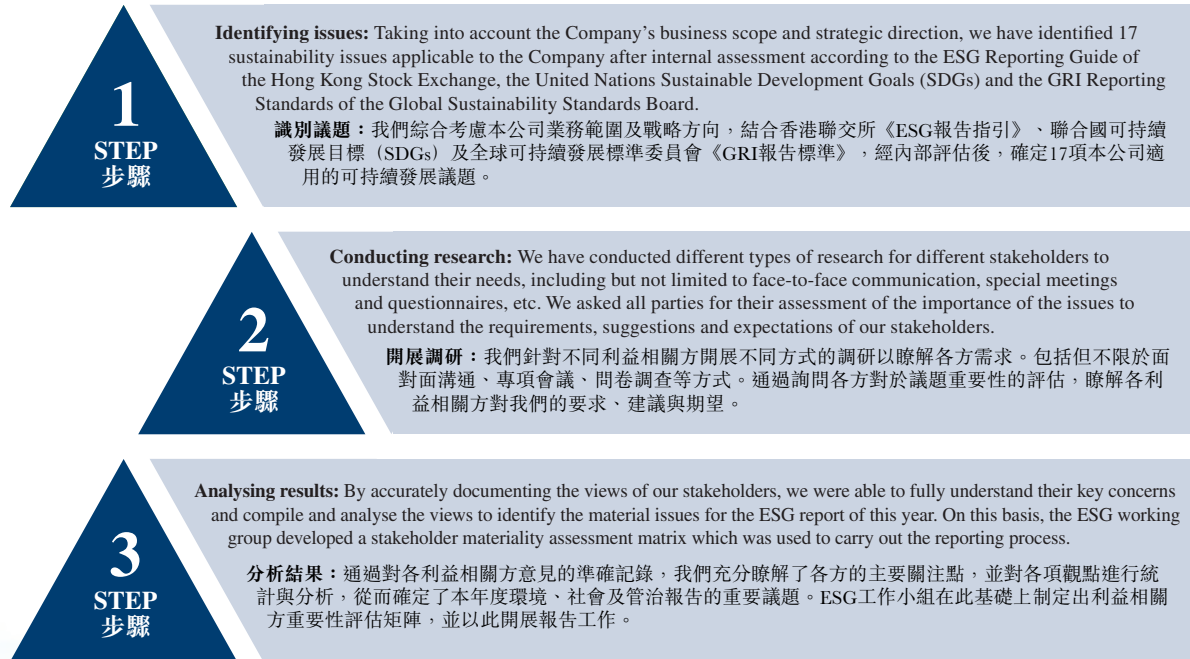 1
STEP
步驟
Identifying issues: Taking into account the Company’s business scope and strategic direction, we have identified 17
sustainability issues applicable to the Company after internal assessment according to the ESG Reporting Guide of
the Hong Kong Stock Exchange, the United Nations Sustainable Development Goals (SDGs) and the GRI Reporting
Standards of the Global Sustainability Standards Board.
識別議題：我們綜合考慮本公司業務範圍及戰略方向，結合香港聯交所《ESG報告指引》、聯合國可持續
發展目標（SDGs）及全球可持續發展標準委員會《GRI報告標準》，經內部評估後，確定17項本公司適
用的可持續發展議題。
2
STEP
步驟
Conducting research: We have conducted different types of research for different stakeholders to
understand their needs, including but not limited to face-to-face communication, special meetings
and questionnaires, etc. We asked all parties for their assessment of the importance of the issues to
understand the requirements, suggestions and expectations of our stakeholders.
開展調研：我們針對不同利益相關方開展不同方式的調研以瞭解各方需求。包括但不限於面
對面溝通、專項會議、問卷調查等方式。通過詢問各方對於議題重要性的評估，瞭解各利
益相關方對我們的要求、建議與期望。
3
STEP
步驟
Analysing results: By accurately documenting the views of our stakeholders, we were able to fully understand their key concerns
and compile and analyse the views to identify the material issues for the ESG report of this year. On this basis, the ESG working
group developed a stakeholder materiality assessment matrix which was used to carry out the reporting process.
分析結果：通過對各利益相關方意見的準確記錄，我們充分瞭解了各方的主要關注點，並對各項觀點進行統
計與分析，從而確定了本年度環境、社會及管治報告的重要議題。ESG工作小組在此基礎上制定出利益相關
方重要性評估矩陣，並以此開展報告工作。